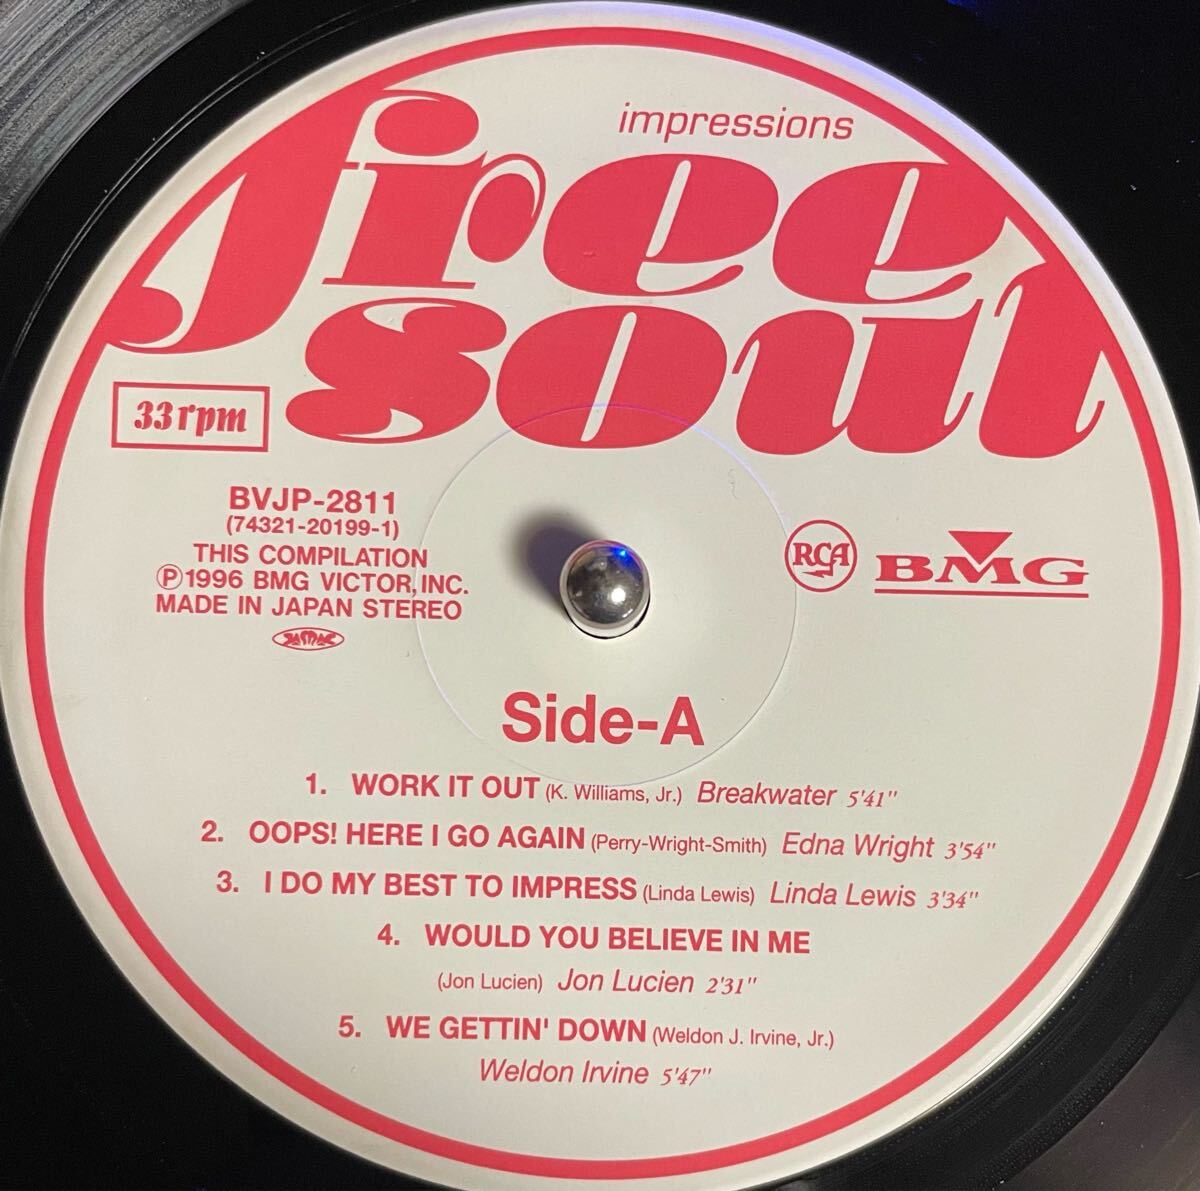 impressions
free
soul
33rpm
BVJP-2811
(74321-20199-1)
THIS COMPILATION
Ⓟ1996 BMG VICTOR, INC.
MADE IN JAPAN STEREO
RCA
BMG
Side-A
1. WORK IT OUT (K. Williams, Jr.) Breakwater 5'41"
2. OOPS! HERE I GO AGAIN (Perry-Wright-Smith) Edna Wright 3'54"
3. I DO MY BEST TO IMPRESS (Linda Lewis) Linda Lewis 3'34"
4. WOULD YOU BELIEVE IN ME
(Jon Lucien) Jon Lucien 2'31"
5. WE GETTIN' DOWN (Weldon J. Irvine, Jr.)
Weldon Irvine 5'47"